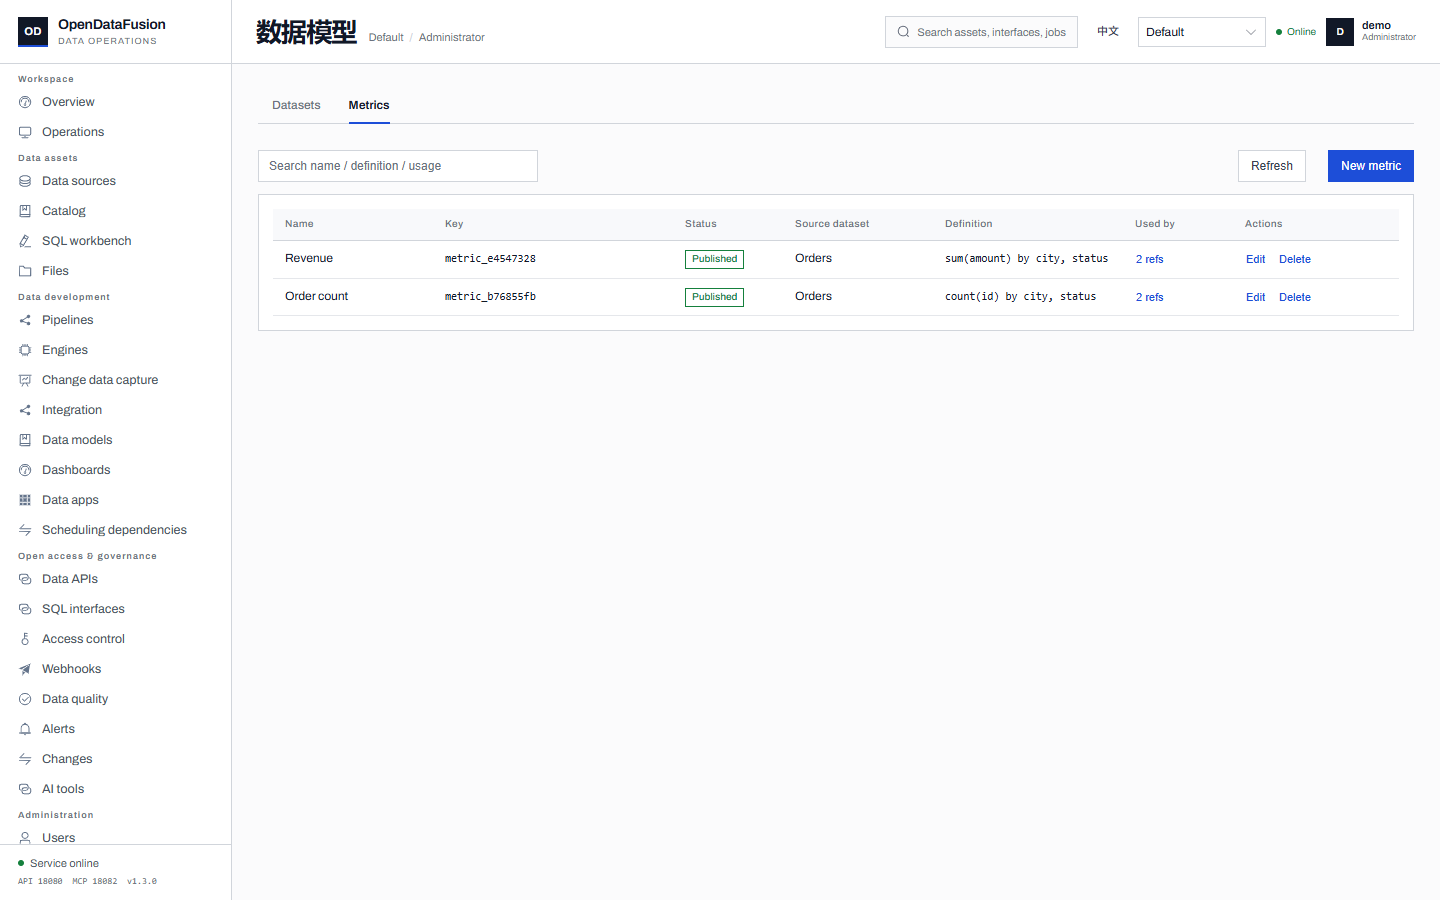 OD
OpenDataFusion
DATA OPERATIONS
数据模型
Default / Administrator
Search assets, interfaces, jobs
中文
Default
Online
D
demo
Administrator
Workspace
Overview
Operations
Data assets
Data sources
Catalog
SQL workbench
Files
Data development
Pipelines
Engines
Change data capture
Integration
Data models
Dashboards
Data apps
Scheduling dependencies
Open access & governance
Data APIs
SQL interfaces
Access control
Webhooks
Data quality
Alerts
Changes
AI tools
Administration
Users
Service online
API 18080 MCP 18082 v1.3.0
Datasets Metrics
Search name / definition / usage
Refresh
New metric
Name Key Status Source dataset Definition Used by Actions
Revenue metric_e4547328 Published Orders sum(amount) by city, status 2 refs Edit Delete
Order count metric_b76855fb Published Orders count(id) by city, status 2 refs Edit Delete